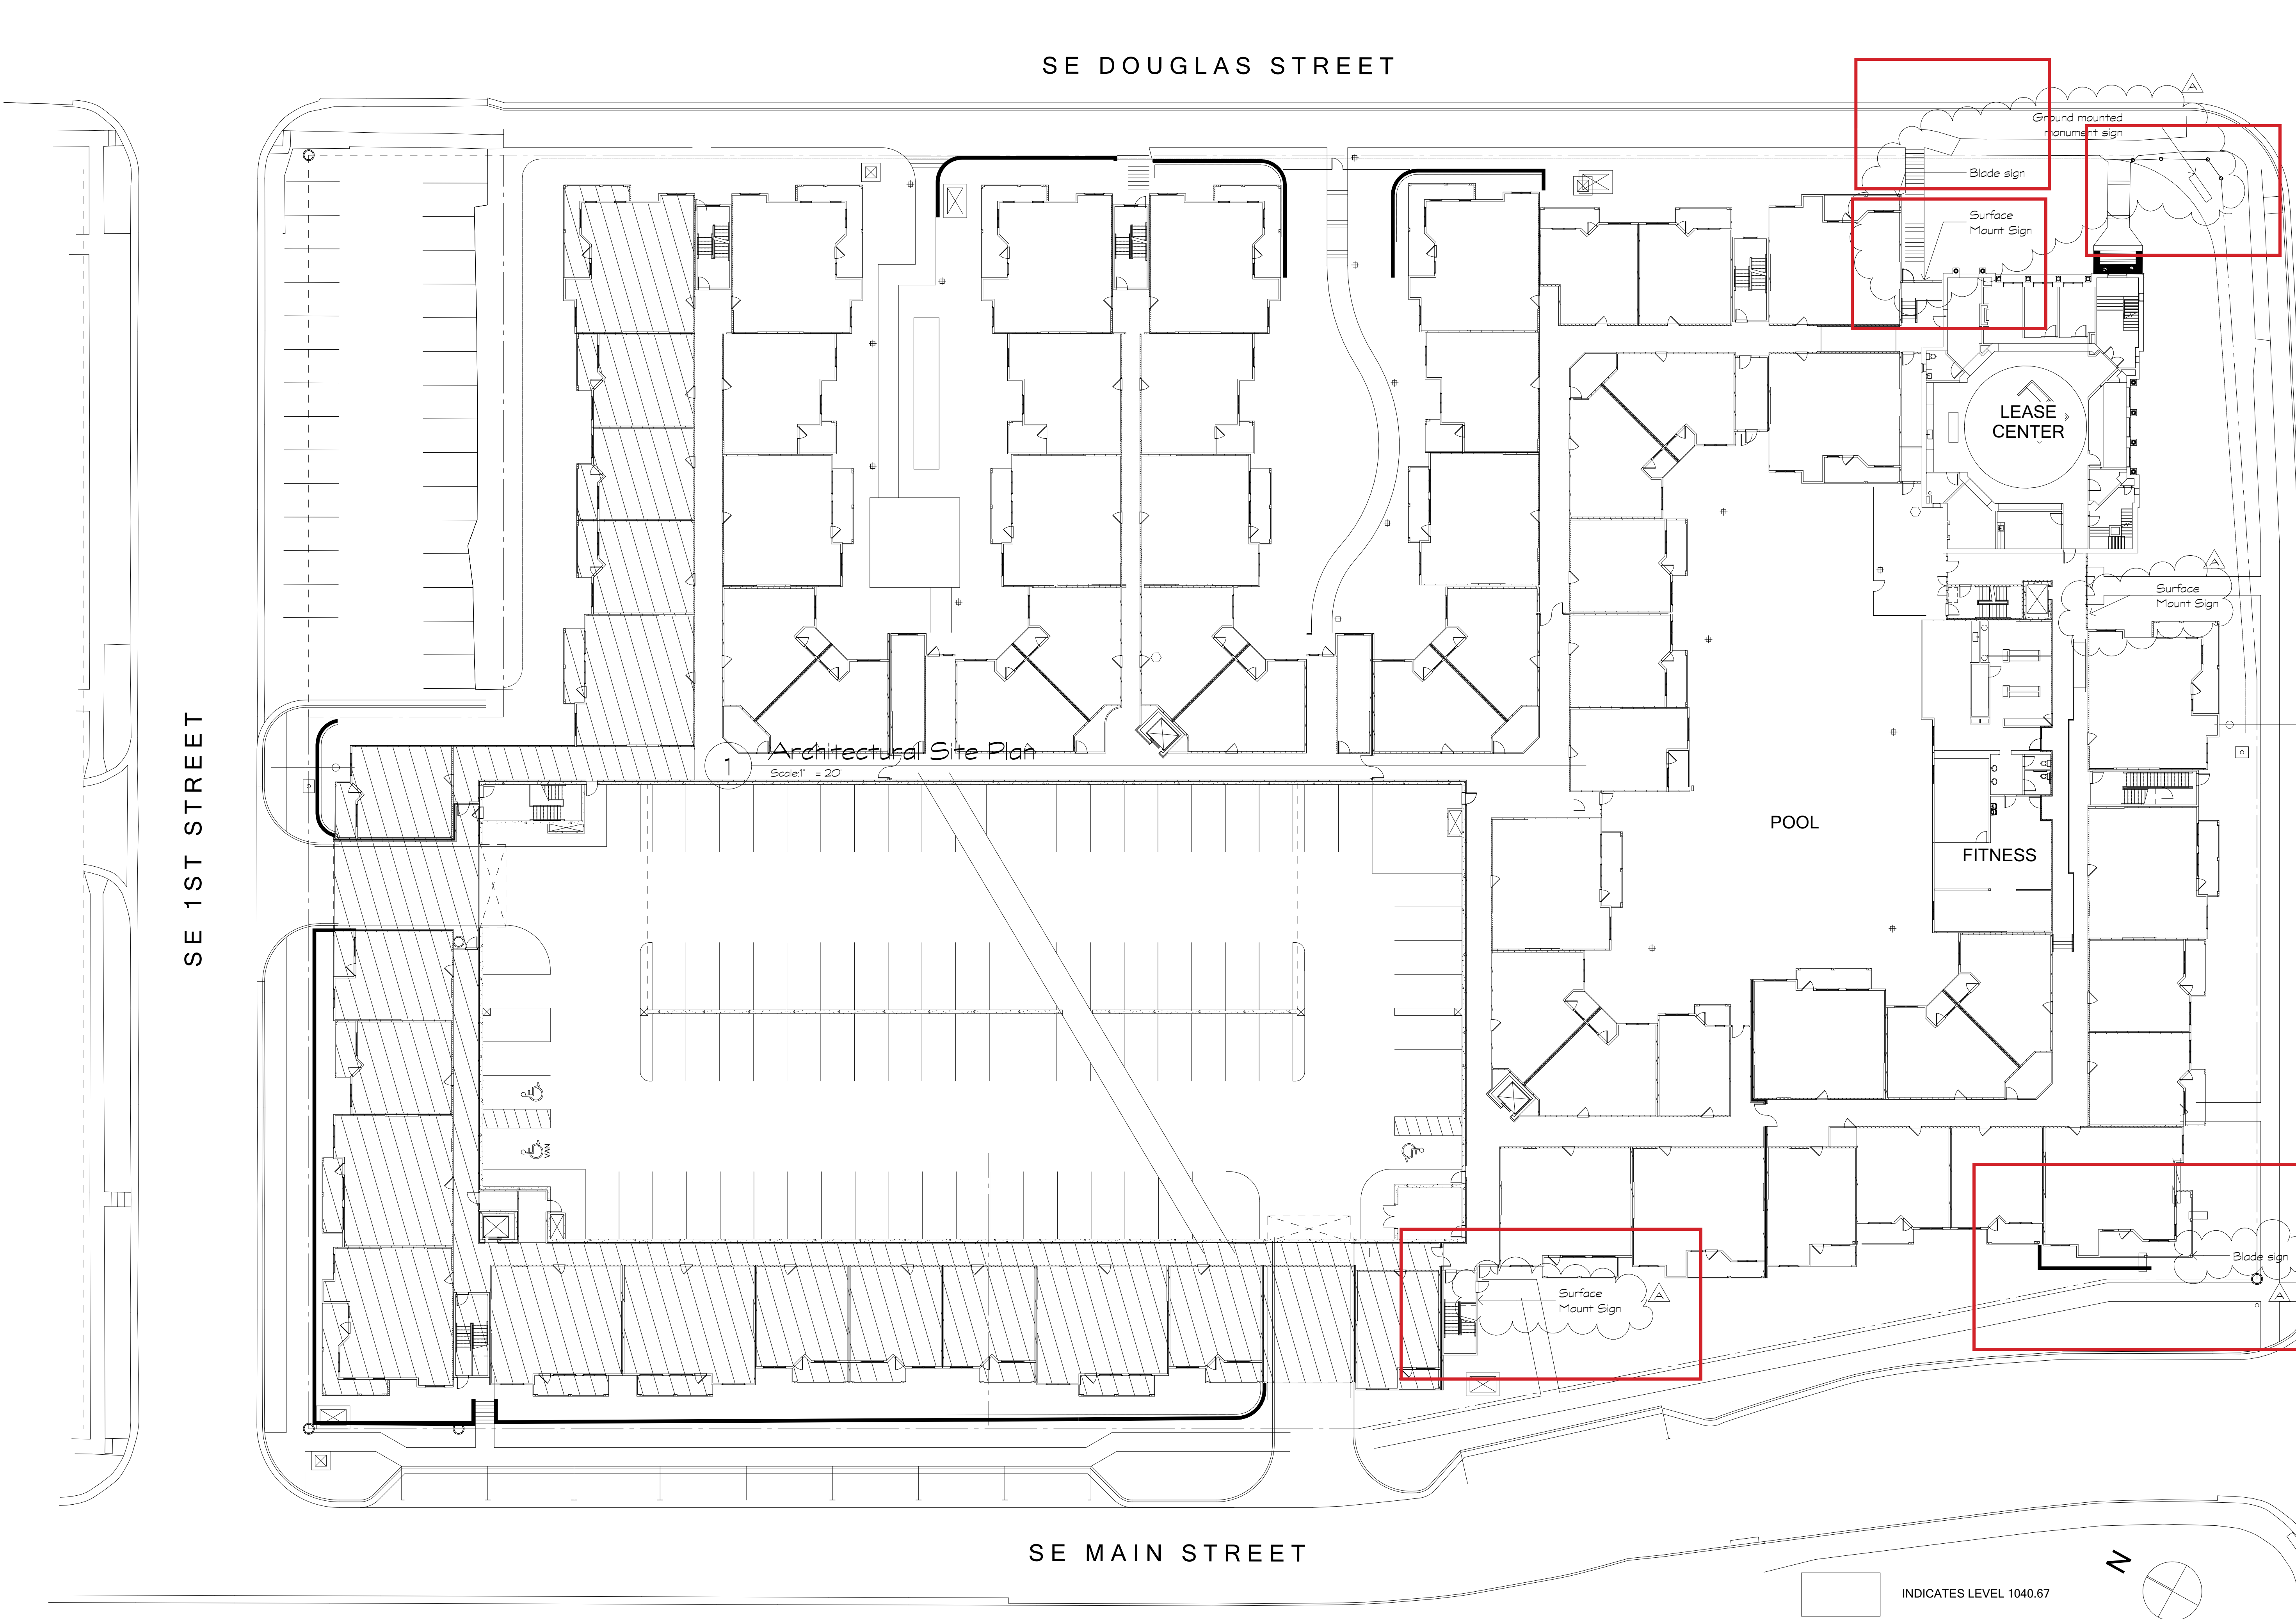 SE DOUGLAS STREET
A
Ground mounted
monument sign
Blade sign
Surface
Mount Sign
LEASE
CENTER
A
Surface
Mount Sign
SE 1ST STREET
1
Architectural Site Plan
Scale:1" = 20'
POOL
FITNESS
VAN
Surface
Mount Sign
A
Blade sign
A
SE MAIN STREET
N
INDICATES LEVEL 1040.67